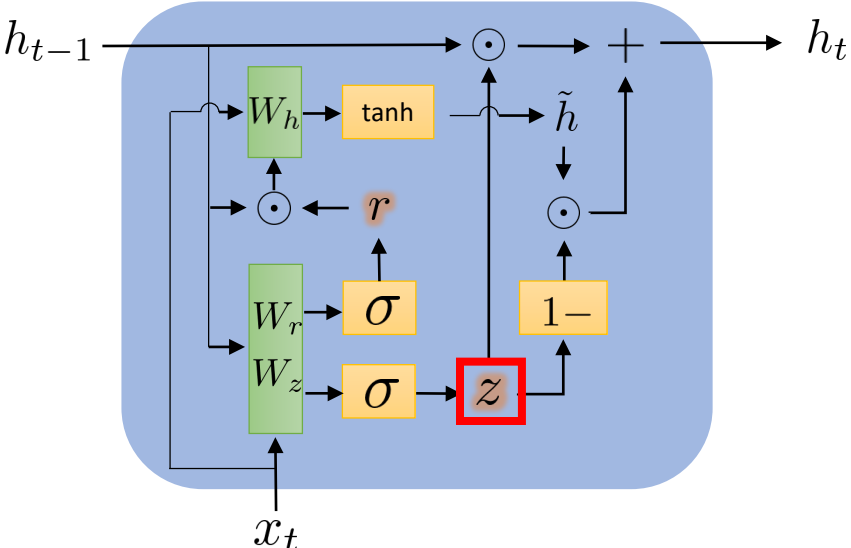 h_{t-1} ⊙ + h_t
W_h tanh h̃
⊙ r ⊙
W_r σ 1−
W_z σ z
x_t